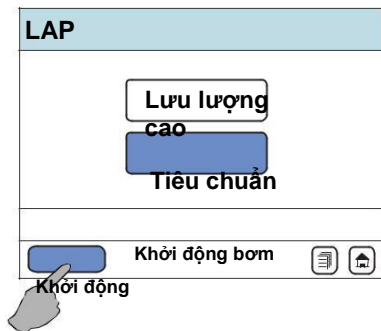 LAP
Lưu lượng
cao
Tiêu chuẩn
Khởi động bơm
Khởi động